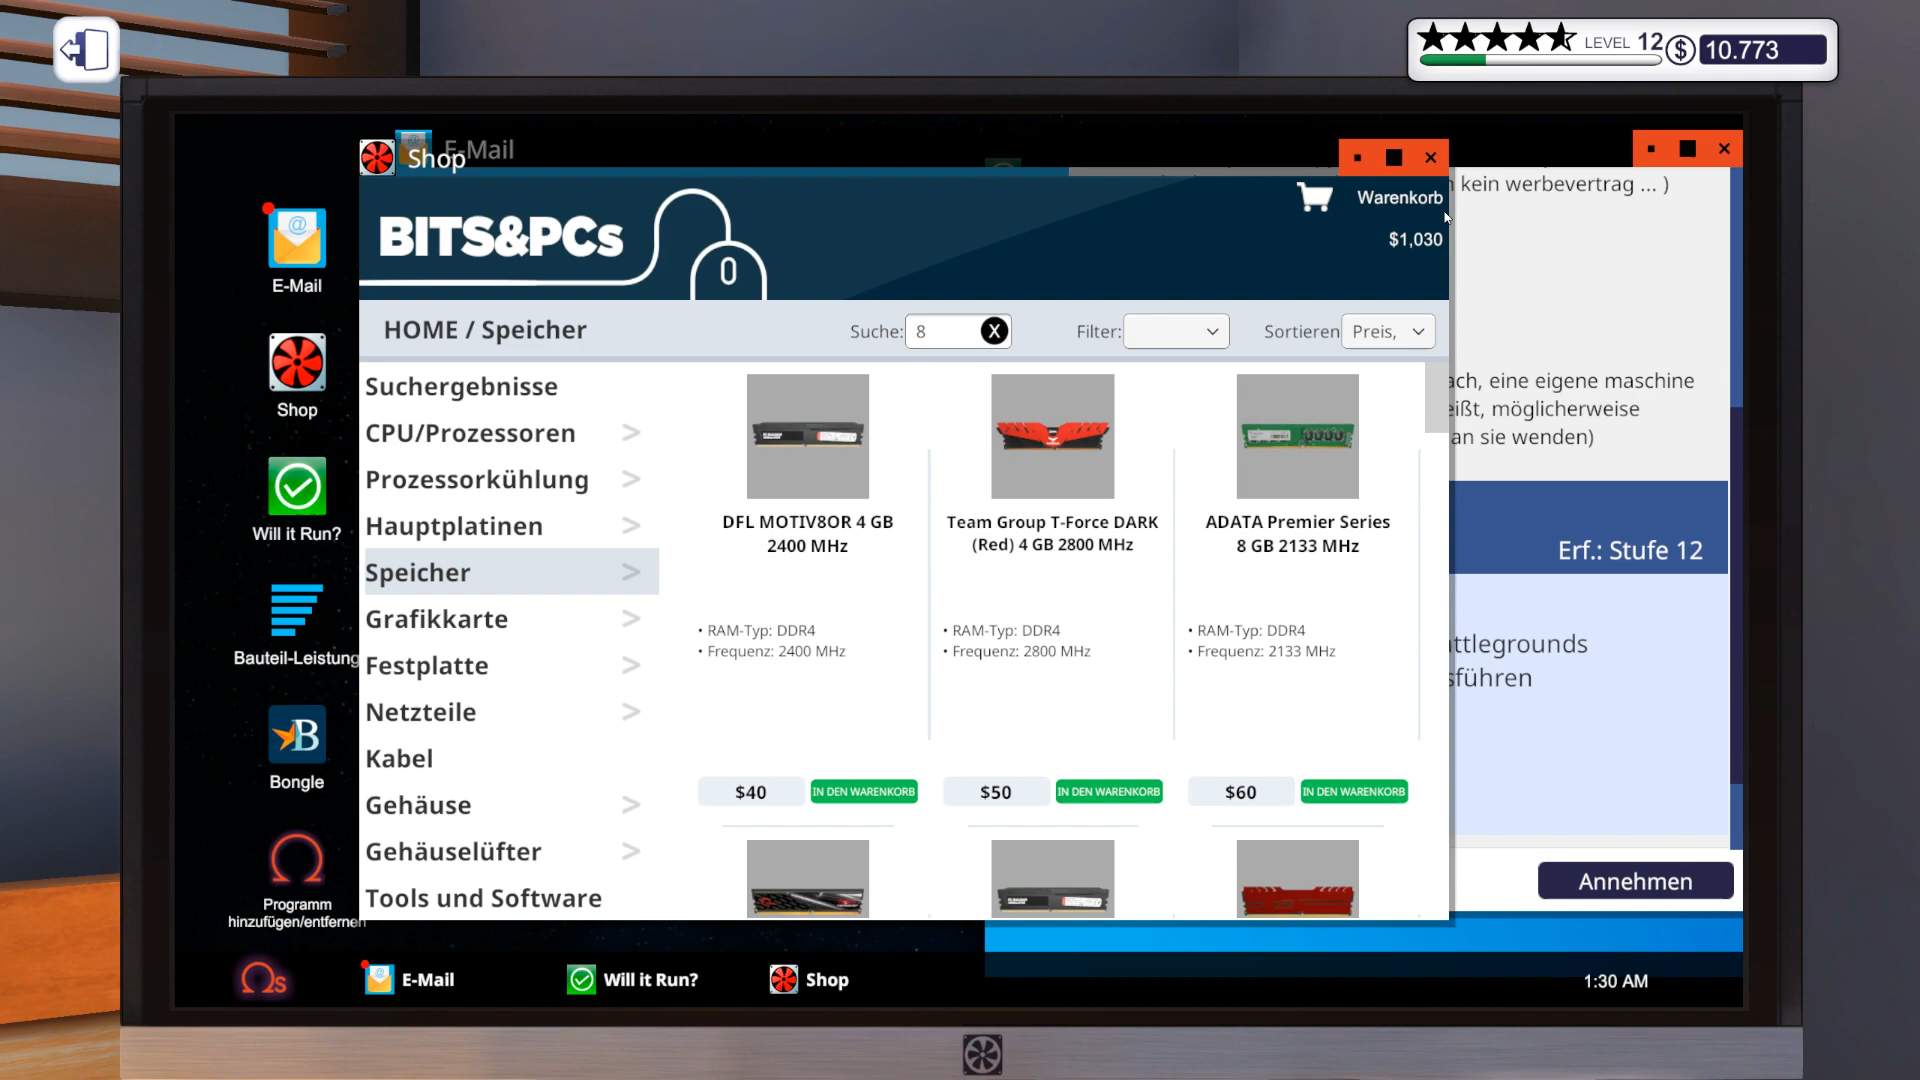 LEVEL 12
$ 10.773
E-Mail
Shop
kein werbevertrag ... )
BITS&PCs
Warenkorb
$1,030
HOME / Speicher
Suche: 8 X
Filter:
Sortieren Preis,
E-Mail
Shop
Will it Run?
Bauteil-Leistung
Bongle
Programm
hinzufügen/entfernen
Suchergebnisse
CPU/Prozessoren >
Prozessorkühlung >
Hauptplatinen >
Speicher >
Grafikkarte >
Festplatte >
Netzteile >
Kabel
Gehäuse >
Gehäuselüfter >
Tools und Software
DFL MOTIV8OR 4 GB
2400 MHz
• RAM-Typ: DDR4
• Frequenz: 2400 MHz
$40 IN DEN WARENKORB
Team Group T-Force DARK
(Red) 4 GB 2800 MHz
• RAM-Typ: DDR4
• Frequenz: 2800 MHz
$50 IN DEN WARENKORB
ADATA Premier Series
8 GB 2133 MHz
• RAM-Typ: DDR4
• Frequenz: 2133 MHz
$60 IN DEN WARENKORB
ach, eine eigene maschine
eißt, möglicherweise
an sie wenden)
Erf.: Stufe 12
ttlegrounds
sführen
Annehmen
E-Mail
Will it Run?
Shop
1:30 AM